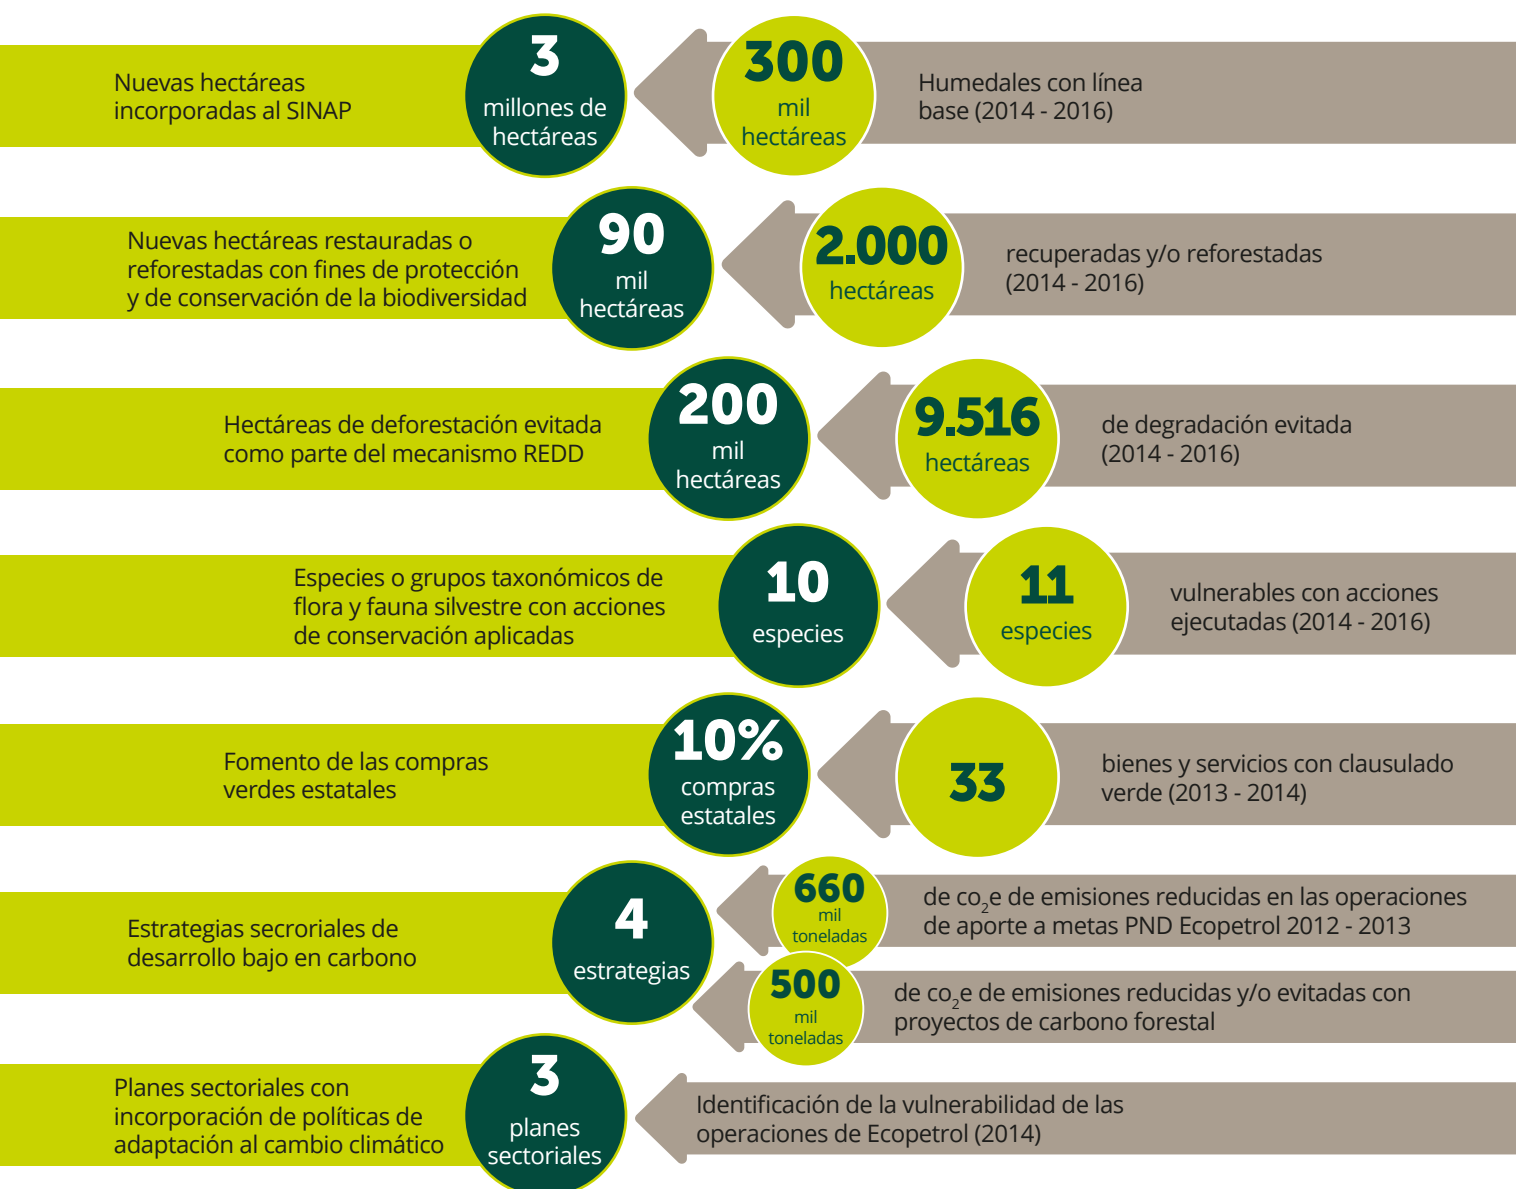 Nuevas hectáreas
incorporadas al SINAP
3
millones de
hectáreas
300
mil
hectáreas
Humedales con línea
base (2014 - 2016)
Nuevas hectáreas restauradas o
reforestadas con fines de protección
y de conservación de la biodiversidad
90
mil
hectáreas
2.000
hectáreas
recuperadas y/o reforestadas
(2014 - 2016)
Hectáreas de deforestación evitada
como parte del mecanismo REDD
200
mil
hectáreas
9.516
hectáreas
de degradación evitada
(2014 - 2016)
Especies o grupos taxonómicos de
flora y fauna silvestre con acciones
de conservación aplicadas
10
especies
11
especies
vulnerables con acciones
ejecutadas (2014 - 2016)
Fomento de las compras
verdes estatales
10%
compras
estatales
33
bienes y servicios con clausulado
verde (2013 - 2014)
Estrategias secroriales de
desarrollo bajo en carbono
4
estrategias
660
mil
toneladas
de co₂e de emisiones reducidas en las operaciones
de aporte a metas PND Ecopetrol 2012 - 2013
500
mil
toneladas
de co₂e de emisiones reducidas y/o evitadas con
proyectos de carbono forestal
Planes sectoriales con
incorporación de políticas de
adaptación al cambio climático
3
planes
sectoriales
Identificación de la vulnerabilidad de las
operaciones de Ecopetrol (2014)